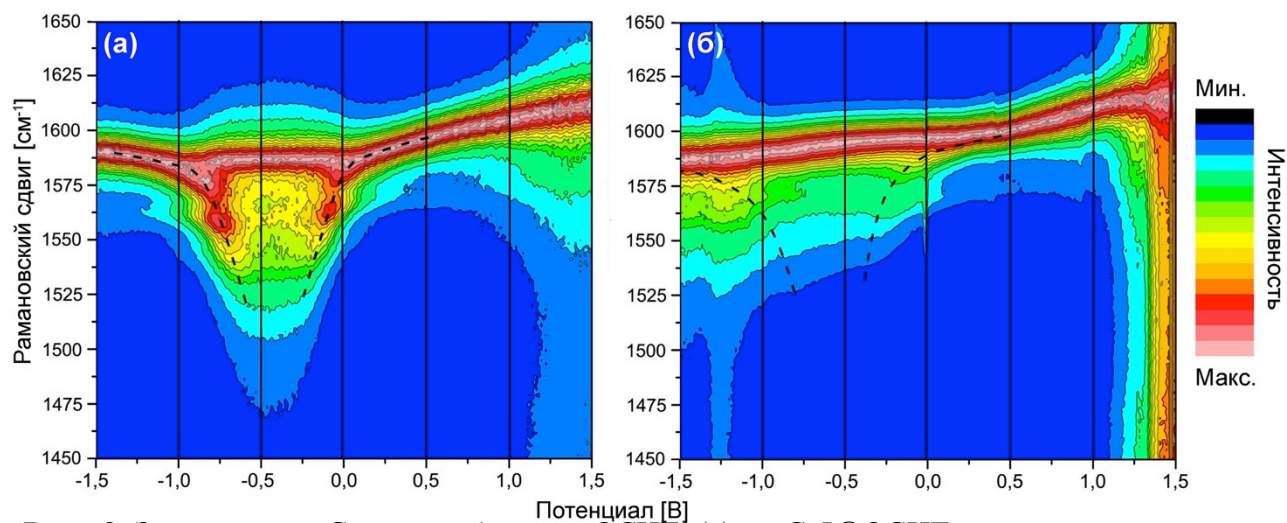 (а)
(б)
1650
1625
1600
1575
1550
1525
1500
1475
1450
Рамановский сдвиг [см⁻¹]
-1,5 -1,0 -0,5 0,0 0,5 1,0 1,5
1650
1625
1600
1575
1550
1525
1500
1475
1450
-1,5 -1,0 -0,5 0,0 0,5 1,0 1,5
Потенциал [В]
Мин.
Интенсивность
Макс.